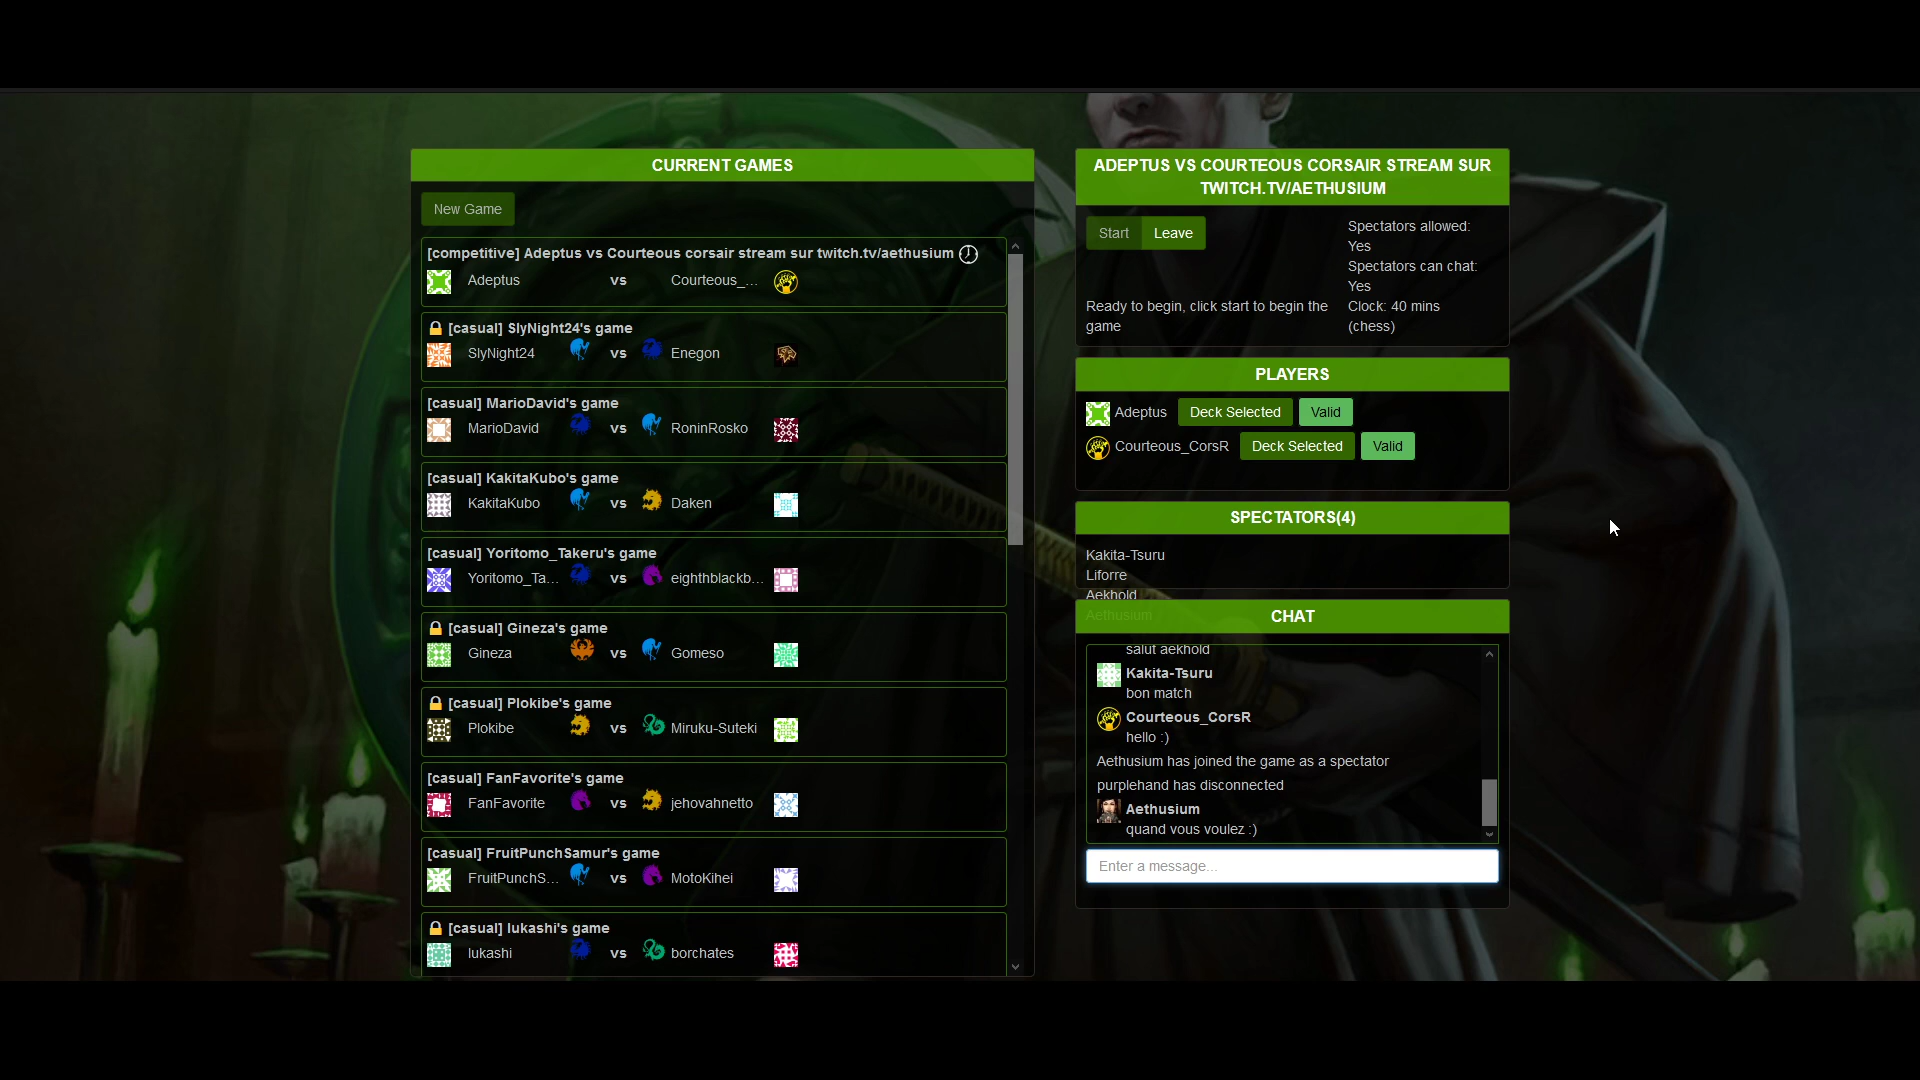 CURRENT GAMES
New Game
[competitive] Adeptus vs Courteous corsair stream sur twitch.tv/aethusium
Adeptus vs Courteous_...
[casual] SlyNight24's game
SlyNight24 vs Enegon
[casual] MarioDavid's game
MarioDavid vs RoninRosko
[casual] KakitaKubo's game
KakitaKubo vs Daken
[casual] Yoritomo_Takeru's game
Yoritomo_Ta... vs eighthblackb...
[casual] Gineza's game
Gineza vs Gomeso
[casual] Plokibe's game
Plokibe vs Miruku-Suteki
[casual] FanFavorite's game
FanFavorite vs jehovahnetto
[casual] FruitPunchSamur's game
FruitPunchS... vs MotoKihei
[casual] lukashi's game
lukashi vs borchates
ADEPTUS VS COURTEOUS CORSAIR STREAM SUR
TWITCH.TV/AETHUSIUM
Start Leave
Spectators allowed:
Yes
Spectators can chat:
Yes
Clock: 40 mins
(chess)
Ready to begin, click start to begin the
game
PLAYERS
Adeptus Deck Selected Valid
Courteous_CorsR Deck Selected Valid
SPECTATORS(4)
Kakita-Tsuru
Liforre
Aekhold
Aethusium
CHAT
salut aekhold
Kakita-Tsuru
bon match
Courteous_CorsR
hello :)
Aethusium has joined the game as a spectator
purplehand has disconnected
Aethusium
quand vous voulez :)
Enter a message...